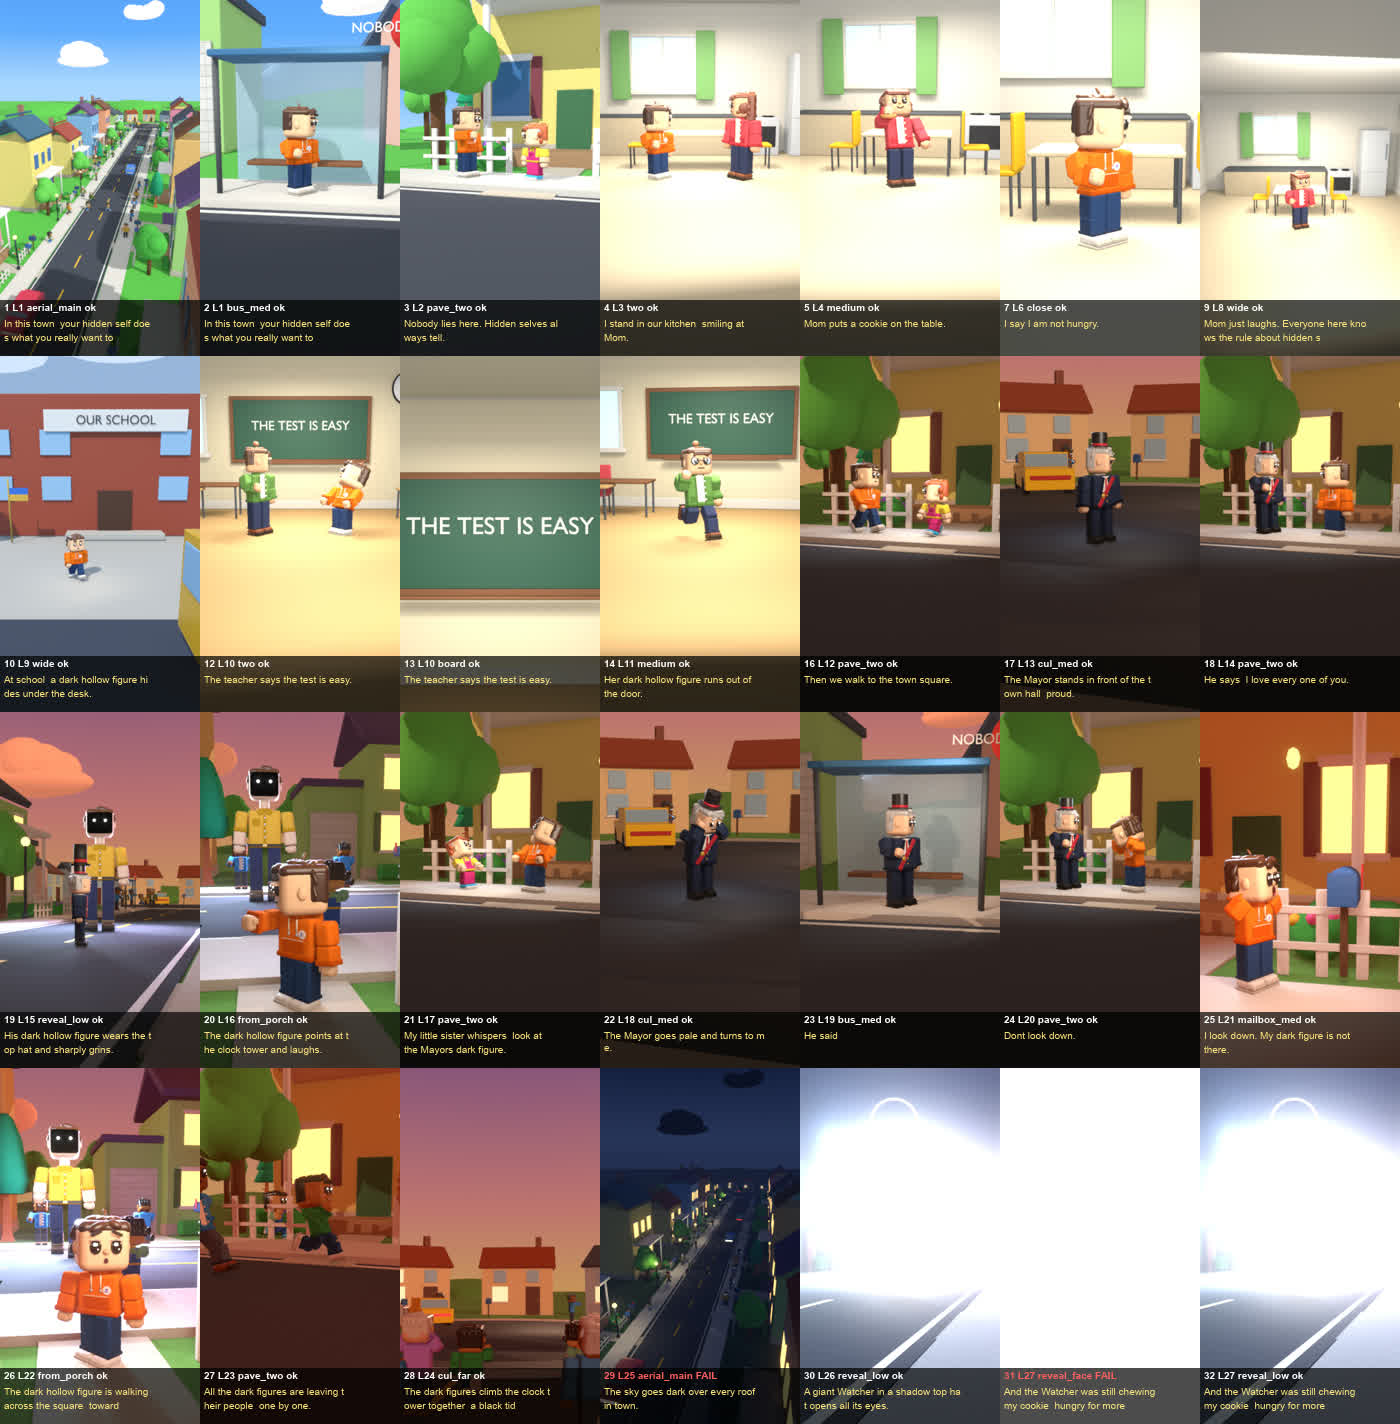 NOBOD
1 L1 aerial_main ok
In this town your hidden self doe
s what you really want to
2 L1 bus_med ok
In this town your hidden self doe
s what you really want to
3 L2 pave_two ok
Nobody lies here. Hidden selves al
ways tell.
4 L3 two ok
I stand in our kitchen smiling at
Mom.
5 L4 medium ok
Mom puts a cookie on the table.
7 L6 close ok
I say I am not hungry.
9 L8 wide ok
Mom just laughs. Everyone here kno
ws the rule about hidden s
OUR SCHOOL
THE TEST IS EASY
THE TEST IS EASY
THE TEST IS EASY
10 L9 wide ok
At school a dark hollow figure hi
des under the desk.
12 L10 two ok
The teacher says the test is easy.
13 L10 board ok
The teacher says the test is easy.
14 L11 medium ok
Her dark hollow figure runs out of
the door.
16 L12 pave_two ok
Then we walk to the town square.
17 L13 cul_med ok
The Mayor stands in front of the t
own hall proud.
18 L14 pave_two ok
He says I love every one of you.
NOBOD
19 L15 reveal_low ok
His dark hollow figure wears the t
op hat and sharply grins.
20 L16 from_porch ok
The dark hollow figure points at t
he clock tower and laughs.
21 L17 pave_two ok
My little sister whispers look at
the Mayors dark figure.
22 L18 cul_med ok
The Mayor goes pale and turns to m
e.
23 L19 bus_med ok
He said
24 L20 pave_two ok
Dont look down.
25 L21 mailbox_med ok
I look down. My dark figure is not
there.
26 L22 from_porch ok
The dark hollow figure is walking
across the square toward
27 L23 pave_two ok
All the dark figures are leaving t
heir people one by one.
28 L24 cul_far ok
The dark figures climb the clock t
ower together a black tid
29 L25 aerial_main FAIL
The sky goes dark over every roof
in town.
30 L26 reveal_low ok
A giant Watcher in a shadow top ha
t opens all its eyes.
31 L27 reveal_face FAIL
And the Watcher was still chewing
my cookie hungry for more
32 L27 reveal_low ok
And the Watcher was still chewing
my cookie hungry for more